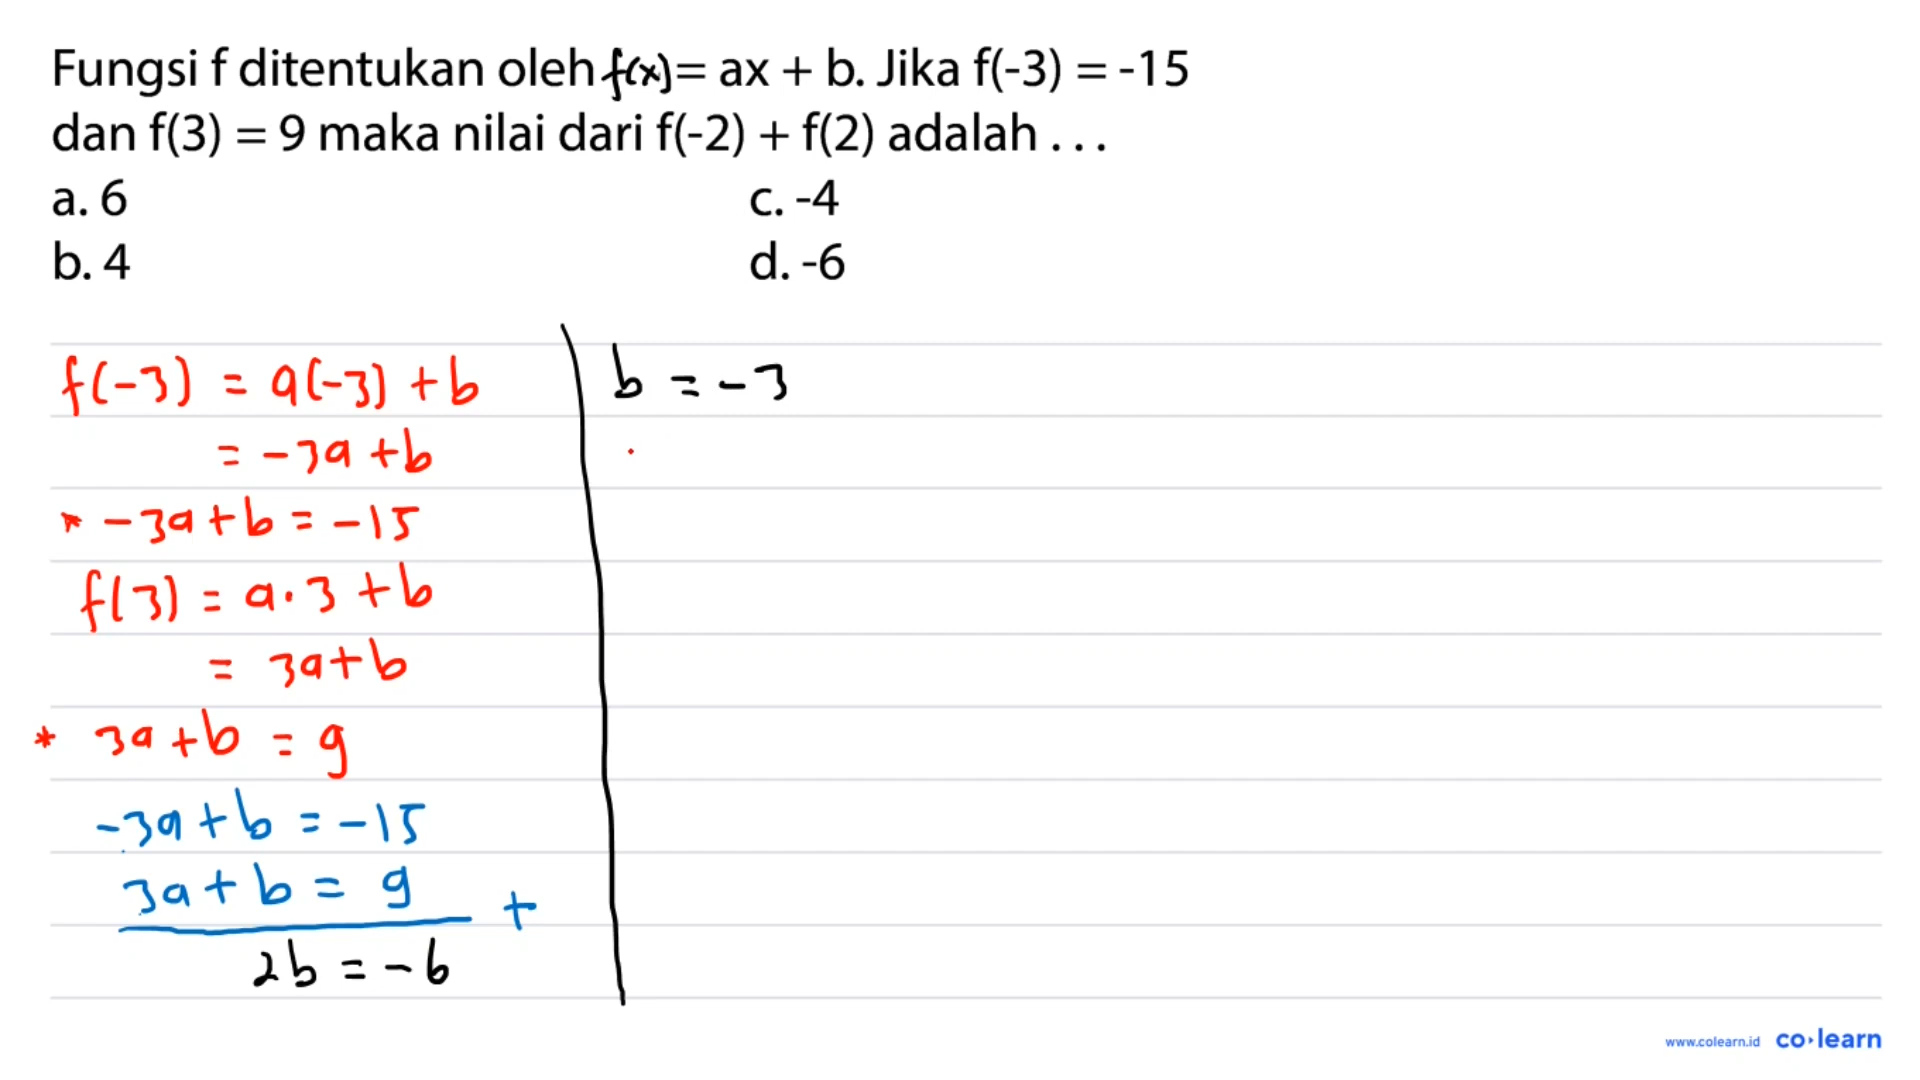 Fungsi f ditentukan oleh f(x) = ax + b. Jika f(-3) = -15
dan f(3) = 9 maka nilai dari f(-2) + f(2) adalah . . .
a. 6
c. -4
b. 4
d. -6
f(-3) = a(-3) + b
= -3a + b
* -3a + b = -15
f(3) = a · 3 + b
= 3a + b
* 3a + b = 9
-3a + b = -15
3a + b = 9 +
2b = -6
b = -3
www.colearn.id co·learn